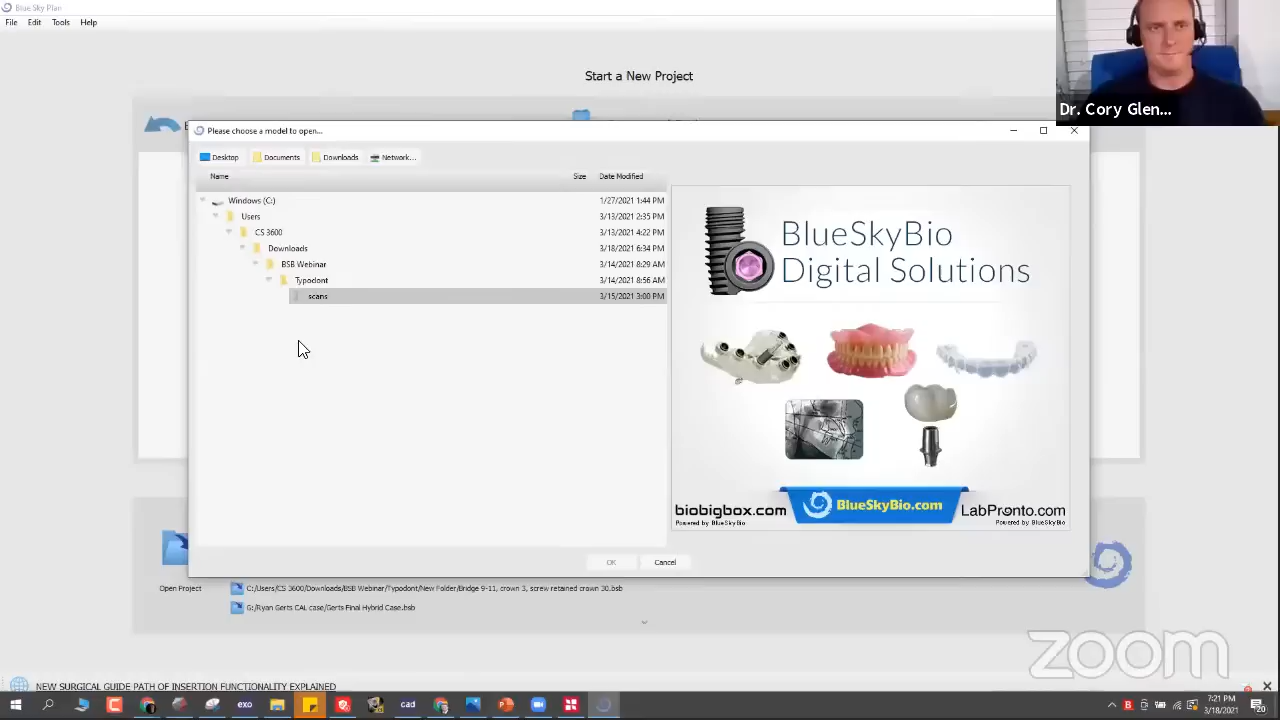 Blue Sky Plan
File Edit Tools Help
Start a New Project
Dr. Cory Glen...
Please choose a model to open...
Desktop Documents Downloads Network...
Name Size Date Modified
Windows (C:) 1/27/2021 1:44 PM
Users 3/13/2021 2:35 PM
CS 3600 3/13/2021 4:22 PM
Downloads 3/18/2021 6:34 PM
BSB Webinar 3/14/2021 8:29 AM
Typodont 3/14/2021 8:56 AM
scans 3/15/2021 3:00 PM
BlueSkyBio
Digital Solutions
biobigbox.com
Powered by BlueSkyBio
BlueSkyBio.com
LabPronto.com
Powered by BlueSkyBio
OK Cancel
Open Project
C:/Users/CS 3600/Downloads/BSB Webinar/Typodont/New Folder/Bridge 9-11, crown 3, screw retained crown 30.bsb
G:/Ryan Gerts CAL case/Gerts Final Hybrid Case.bsb
zoom
NEW SURGICAL GUIDE PATH OF INSERTION FUNCTIONALITY EXPLAINED
exo
cad
7:21 PM
3/18/2021
20